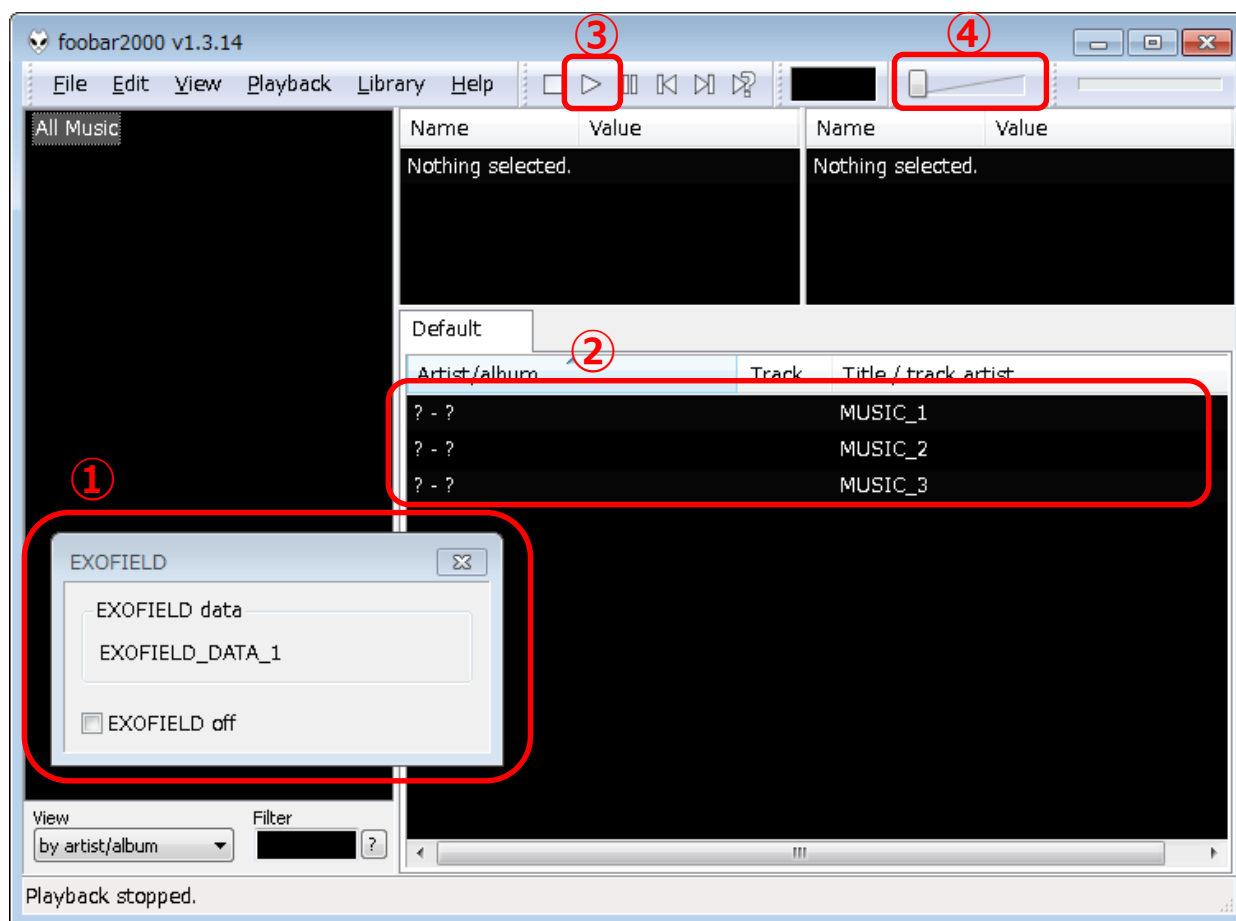 foobar2000 v1.3.14
③
④
File Edit View Playback Library Help
All Music
Name Value
Name Value
Nothing selected.
Nothing selected.
Default
②
Artist/album Track Title / track artist
? - ? MUSIC_1
? - ? MUSIC_2
? - ? MUSIC_3
①
EXOFIELD
EXOFIELD data
EXOFIELD_DATA_1
EXOFIELD off
View Filter
by artist/album ?
Playback stopped.